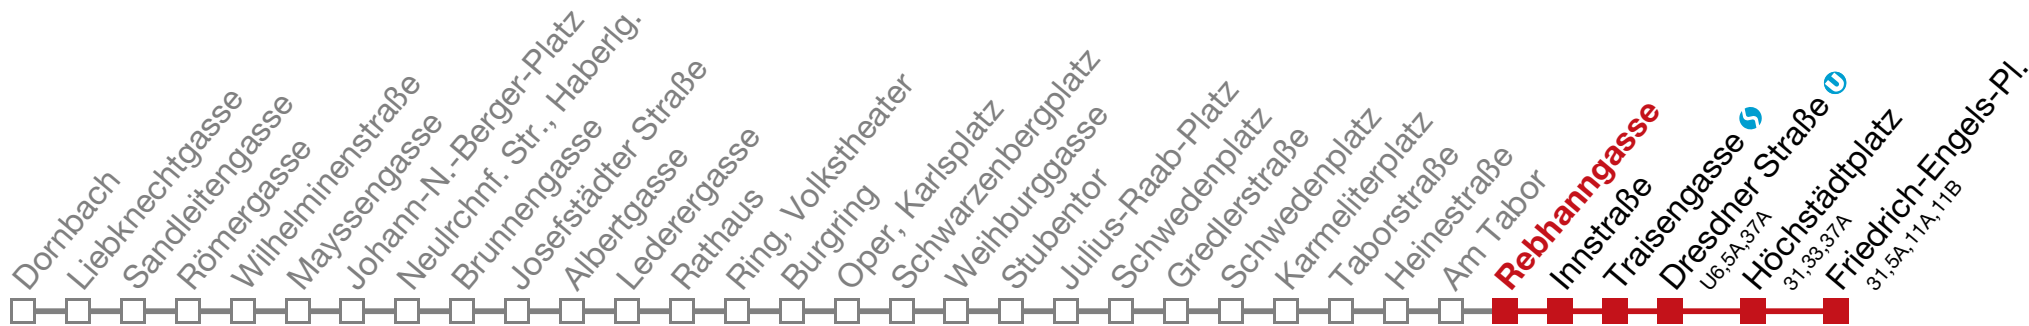 Dornbach
Liebknechtgasse
Sandleitengasse
Römergasse
Wilhelminenstraße
Mayssengasse
Johann-N.-Berger-Platz
Neulrchnf. Str., Haberlg.
Brunnengasse
Josefstädter Straße
Albertgasse
Lederergasse
Rathaus
Ring, Volkstheater
Burgring
Oper, Karlsplatz
Schwarzenbergplatz
Weihburggasse
Stubentor
Julius-Raab-Platz
Schwedenplatz
Gredlerstraße
Schwedenplatz
Karmeliterplatz
Taborstraße
Heinestraße
Am Tabor
Rebhanngasse
Innstraße
Traisengasse
Dresdner Straße U
U6,5A,37A
Höchstädtplatz
31,33,37A
Friedrich-Engels-Pl.
31,5A,11A,11B